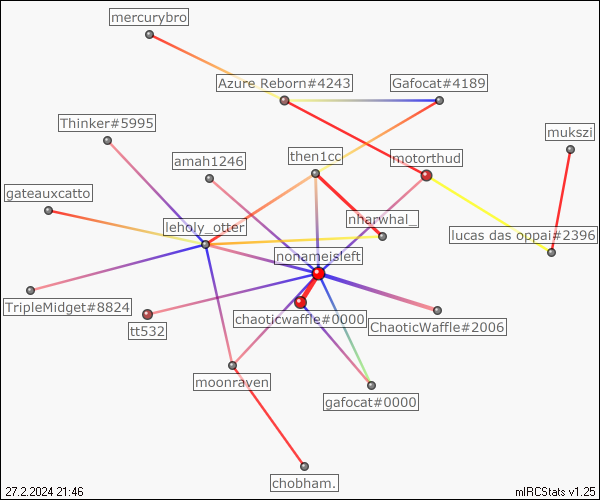 mercurybro
Azure Reborn#4243
Gafocat#4189
Thinker#5995
mukszi
amah1246
then1cc
motorthud
gateauxcatto
leholy_otter
nharwhal_
lucas das oppai#2396
nonameisleft
TripleMidget#8824
tt532
chaoticwaffle#0000
ChaoticWaffle#2006
moonraven
gafocat#0000
chobham.
27.2.2024 21:46
mIRCStats v1.25